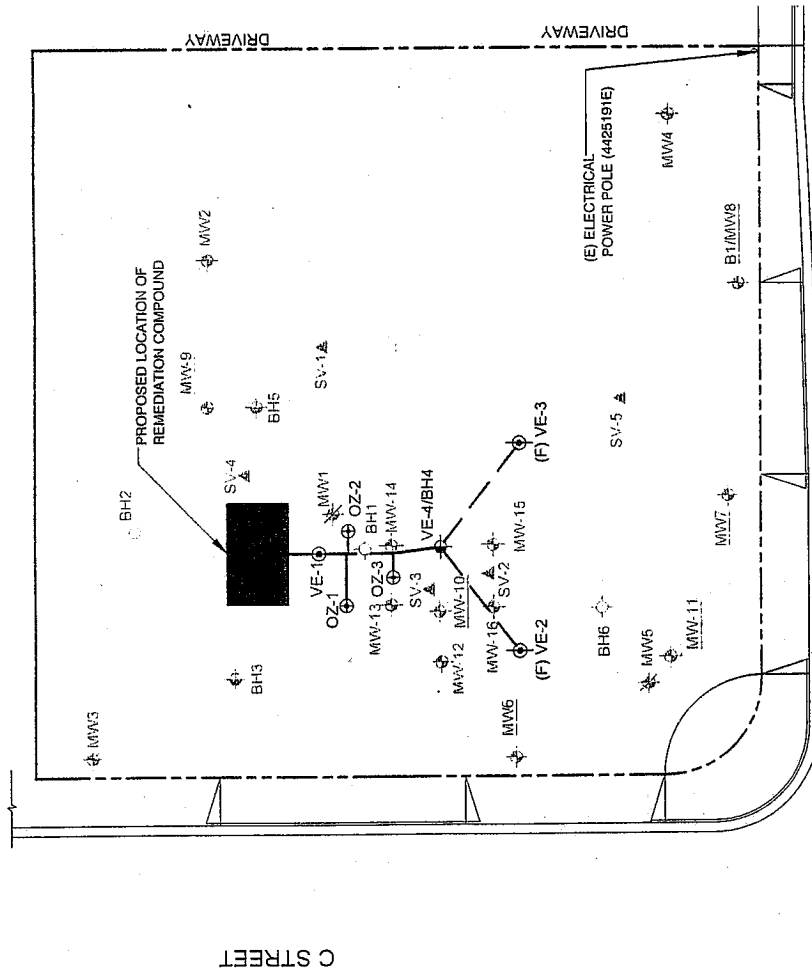 DRIVEWAY
DRIVEWAY
PROPOSED LOCATION OF
REMEDIATION COMPOUND
(E) ELECTRICAL
POWER POLE (4425191E)
MW3
BH2
MW2
MW-9
BH5
SV-4
BH3
SV-1
MW1
VE-1
OZ-2
OZ-1
BH1
MW-14
OZ-3
MW-13
SV-3
VE-4/BH4
MW-10
MW-12
MW-15
SV-2
MW-16
(F) VE-3
(F) VE-2
MW6
SV-5
BH6
MW4
MW5
MW-11
MW7
B1/MW8
C STREET